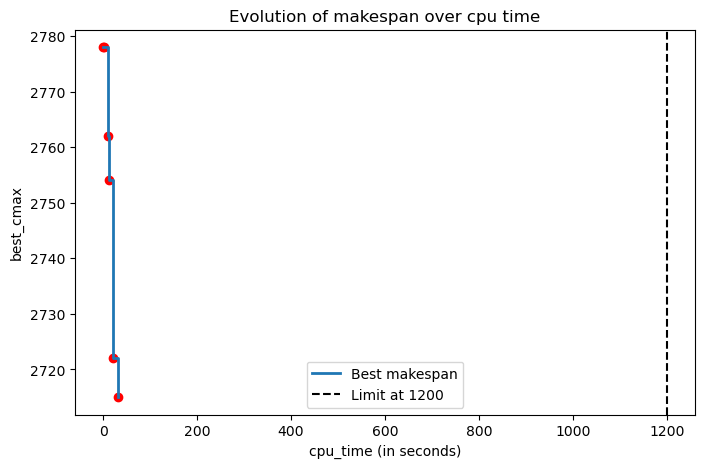 Evolution of makespan over cpu time
best_cmax
2780
2770
2760
2750
2740
2730
2720
Best makespan
Limit at 1200
0 200 400 600 800 1000 1200
cpu_time (in seconds)